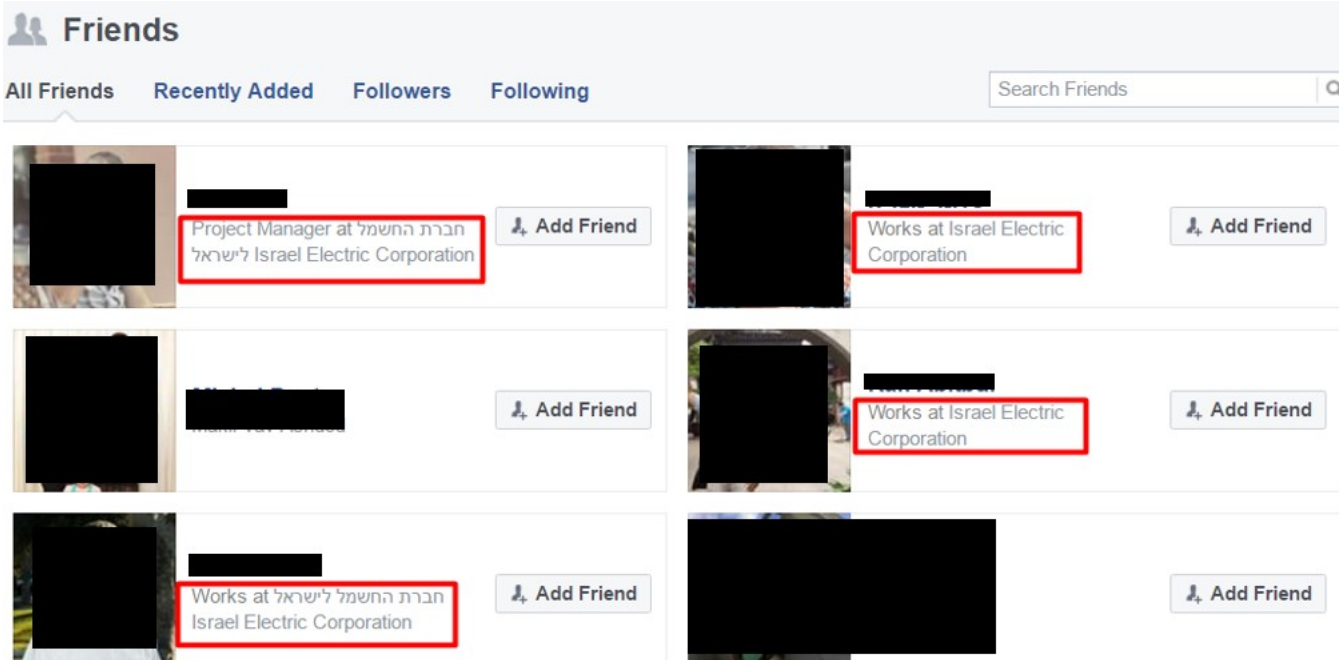 Friends
All Friends Recently Added Followers Following Search Friends
Project Manager at חברת החשמל
לישראל Israel Electric Corporation
Add Friend
Works at Israel Electric
Corporation
Add Friend
Add Friend
Works at Israel Electric
Corporation
Add Friend
Works at חברת החשמל לישראל
Israel Electric Corporation
Add Friend
Add Friend